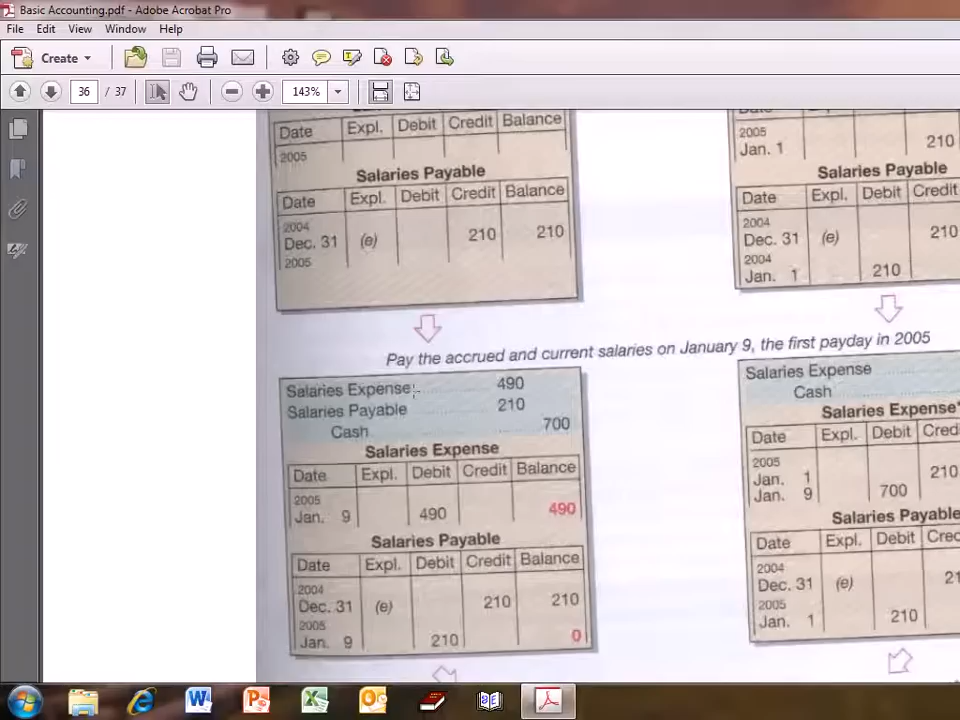 Basic Accounting.pdf - Adobe Acrobat Pro
File Edit View Window Help
Create
36 / 37 143%
Date Expl. Debit Credit Balance
2005
Salaries Payable
Date Expl. Debit Credit Balance
2004
Dec. 31 (e) 210 210
2005
2005
Jan. 1 210
Salaries Payable
Date Expl. Debit Credit
2004
Dec. 31 (e) 210
2004
Jan. 1 210
Pay the accrued and current salaries on January 9, the first payday in 2005
Salaries Expense 490
Salaries Payable 210
Cash 700
Salaries Expense
Date Expl. Debit Credit Balance
2005
Jan. 9 490 490
Salaries Payable
Date Expl. Debit Credit Balance
2004
Dec. 31 (e) 210 210
2005
Jan. 9 210 0
Salaries Expense
Cash
Salaries Expense*
Date Expl. Debit Cred
2005
Jan. 1 210
Jan. 9 700
Salaries Payable
Date Expl. Debit Cre
2004
Dec. 31 (e) 21
2005
Jan. 1 210